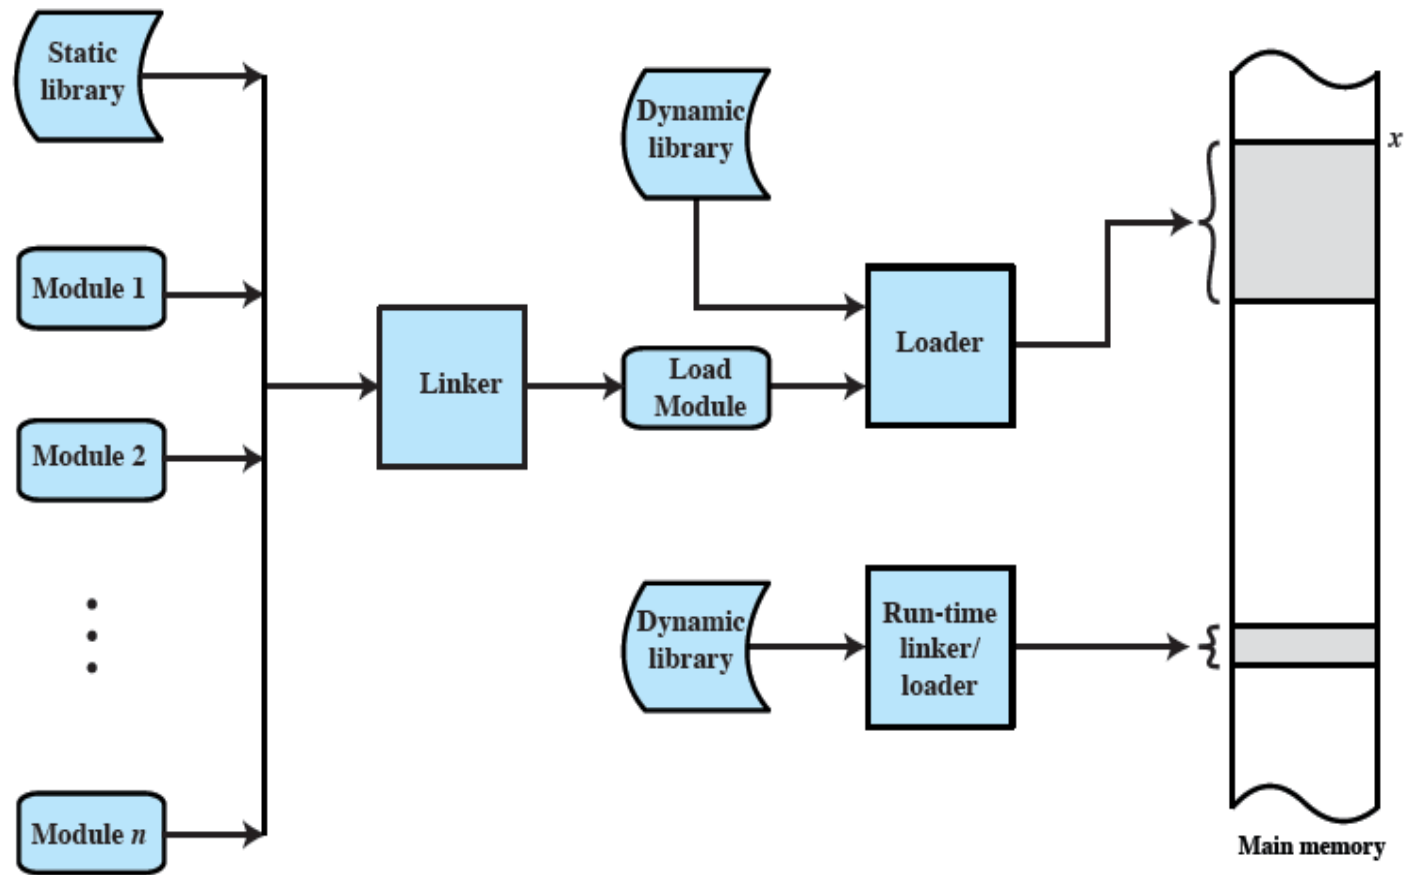 Static
library
Module 1
Module 2
Module n
Linker
Dynamic
library
Load
Module
Loader
Dynamic
library
Run-time
linker/
loader
x
Main memory